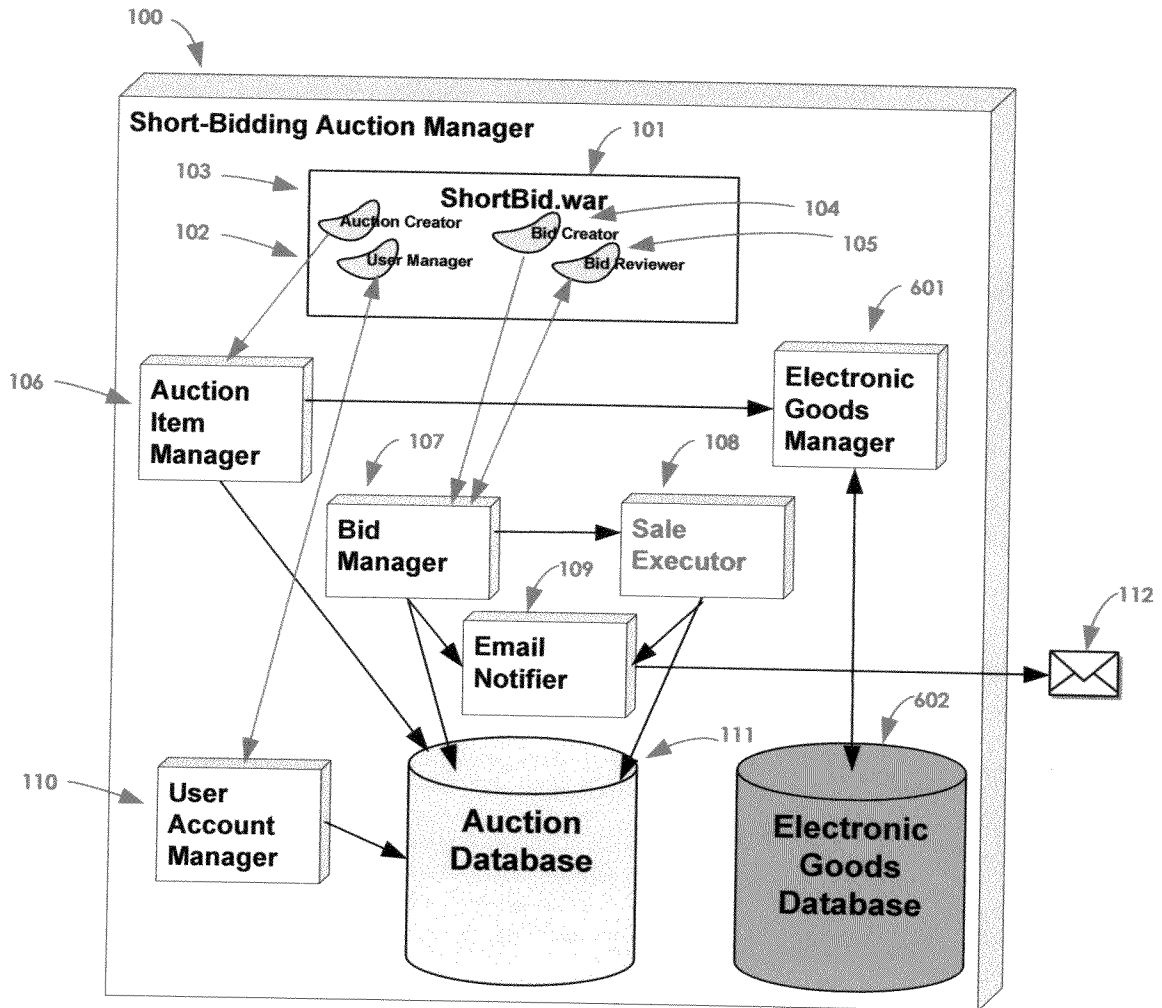 100
Short-Bidding Auction Manager
101
103
ShortBid.war
104
Auction Creator
Bid Creator
102
105
User Manager
Bid Reviewer
601
106
Auction
Item
Manager
Electronic
Goods
Manager
107
108
Bid
Manager
Sale
Executor
109
112
Email
Notifier
602
111
110
User
Account
Manager
Auction
Database
Electronic
Goods
Database